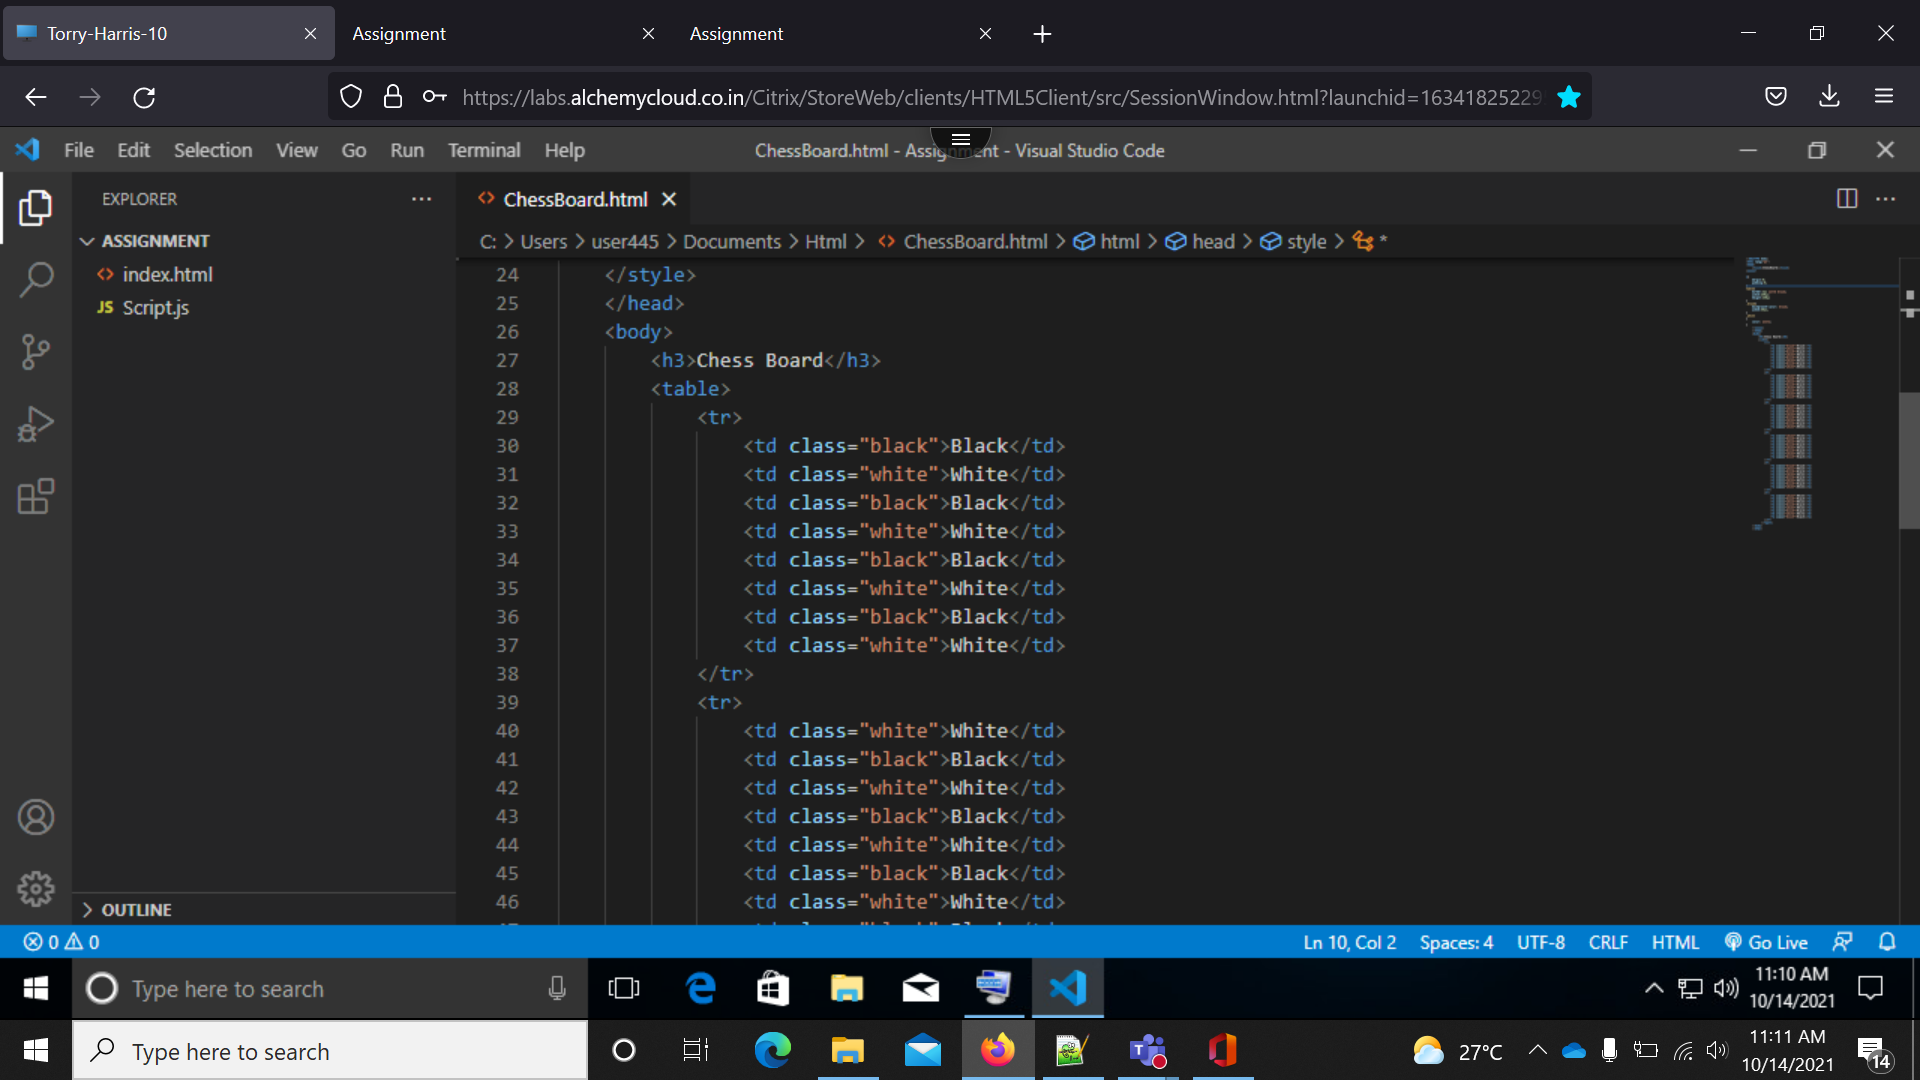 Torry-Harris-10
Assignment
Assignment
https://labs.alchemycloud.co.in/Citrix/StoreWeb/clients/HTML5Client/src/SessionWindow.html?launchid=16341825229
File Edit Selection View Go Run Terminal Help
ChessBoard.html - Assignment - Visual Studio Code
EXPLORER
ChessBoard.html
ASSIGNMENT
C: > Users > user445 > Documents > Html > ChessBoard.html > html > head > style > *
index.html
JS Script.js
24 </style>
25 </head>
26 <body>
27 <h3>Chess Board</h3>
28 <table>
29 <tr>
30 <td class="black">Black</td>
31 <td class="white">White</td>
32 <td class="black">Black</td>
33 <td class="white">White</td>
34 <td class="black">Black</td>
35 <td class="white">White</td>
36 <td class="black">Black</td>
37 <td class="white">White</td>
38 </tr>
39 <tr>
40 <td class="white">White</td>
41 <td class="black">Black</td>
42 <td class="white">White</td>
43 <td class="black">Black</td>
44 <td class="white">White</td>
45 <td class="black">Black</td>
46 <td class="white">White</td>
OUTLINE
0 0
Ln 10, Col 2 Spaces: 4 UTF-8 CRLF HTML Go Live
Type here to search
11:10 AM
10/14/2021
Type here to search
27°C
11:11 AM
10/14/2021
14